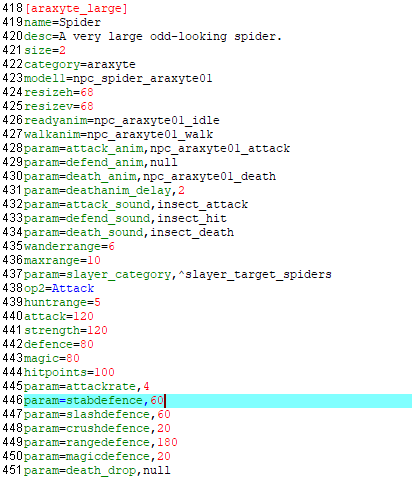 418 [araxyte_large]
419 name=Spider
420 desc=A very large odd-looking spider.
421 size=2
422 category=araxyte
423 model1=npc_spider_araxyte01
424 resizeh=68
425 resizev=68
426 readyanim=npc_araxyte01_idle
427 walkanim=npc_araxyte01_walk
428 param=attack_anim,npc_araxyte01_attack
429 param=defend_anim,null
430 param=death_anim,npc_araxyte01_death
431 param=deathanim_delay,2
432 param=attack_sound,insect_attack
433 param=defend_sound,insect_hit
434 param=death_sound,insect_death
435 wanderrange=6
436 maxrange=10
437 param=slayer_category,^slayer_target_spiders
438 op2=Attack
439 huntrange=5
440 attack=120
441 strength=120
442 defence=80
443 magic=80
444 hitpoints=100
445 param=attackrate,4
446 param=stabdefence,60
447 param=slashdefence,60
448 param=crushdefence,20
449 param=rangedefence,180
450 param=magicdefence,20
451 param=death_drop,null